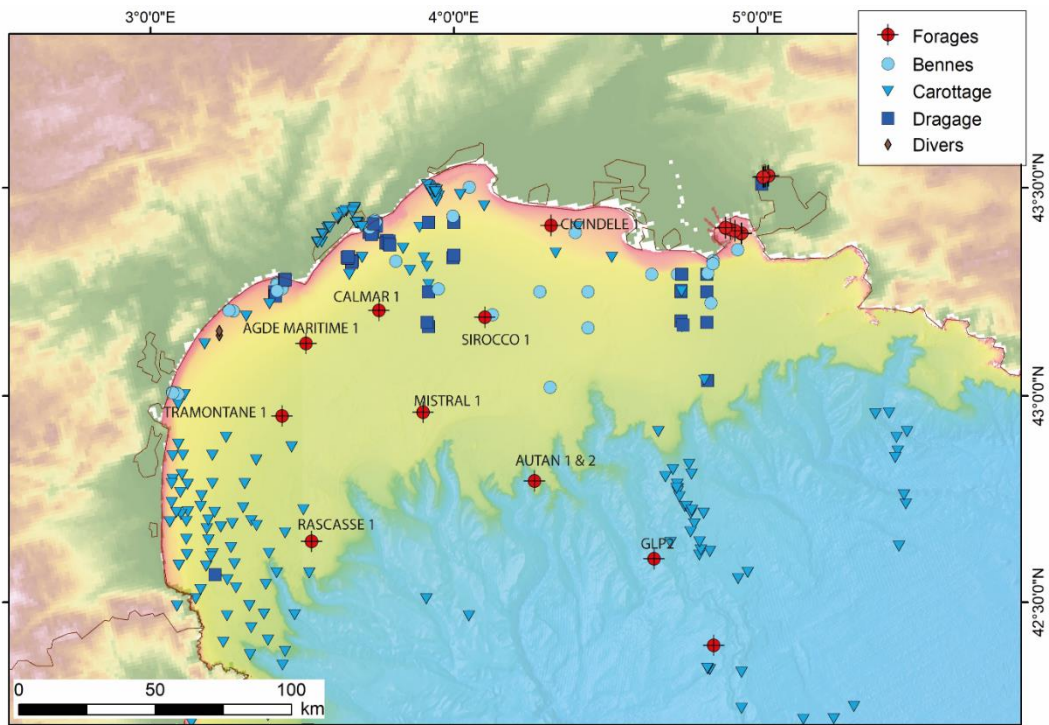 3°0'0"E 4°0'0"E 5°0'0"E
Forages
Bennes
Carottage
Dragage
Divers
43°30'0"N
CICINDELE 1
CALMAR 1
SIROCCO 1
AGDE MARITIME 1
43°0'0"N
MISTRAL 1
TRAMONTANE 1
AUTAN 1 & 2
RASCASSE 1
GLP2
42°30'0"N
0 50 100
km